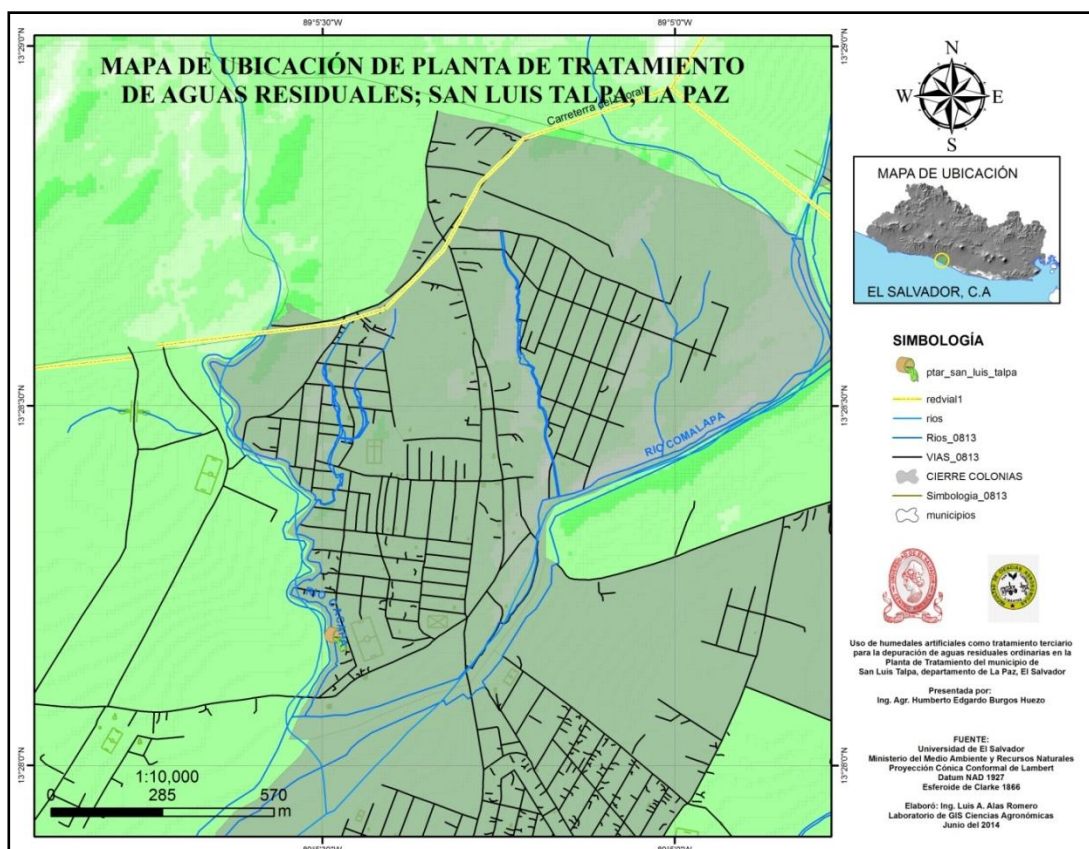 89°5'30"W
89°5'0"W
MAPA DE UBICACIÓN DE PLANTA DE TRATAMIENTO
DE AGUAS RESIDUALES; SAN LUIS TALPA, LA PAZ
Carreterra del
13°28'30"N
13°28'30"N
RIO COMALAPA
13°28'0"N
13°28'0"N
1:10,000
0 285 570
m
N
W E
S
MAPA DE UBICACIÓN
EL SALVADOR, C.A
SIMBOLOGÍA
ptar_san_luis_talpa
redvial1
rios
Rios_0813
VIAS_0813
CIERRE COLONIAS
Simbologia_0813
municipios
Uso de humedales artificiales como tratamiento terciario
para la depuración de aguas residuales ordinarias en la
Planta de Tratamiento del municipio de
San Luis Talpa, departamento de La Paz, El Salvador
Presentada por:
Ing. Agr. Humberto Edgardo Burgos Huezo
FUENTE:
Universidad de El Salvador
Ministerio del Medio Ambiente y Recursos Naturales
Proyección Cónica Conformal de Lambert
Datum NAD 1927
Esferoide de Clarke 1866
Elaboró: Ing. Luis A. Alas Romero
Laboratorio de GIS Ciencias Agronómicas
Junio del 2014